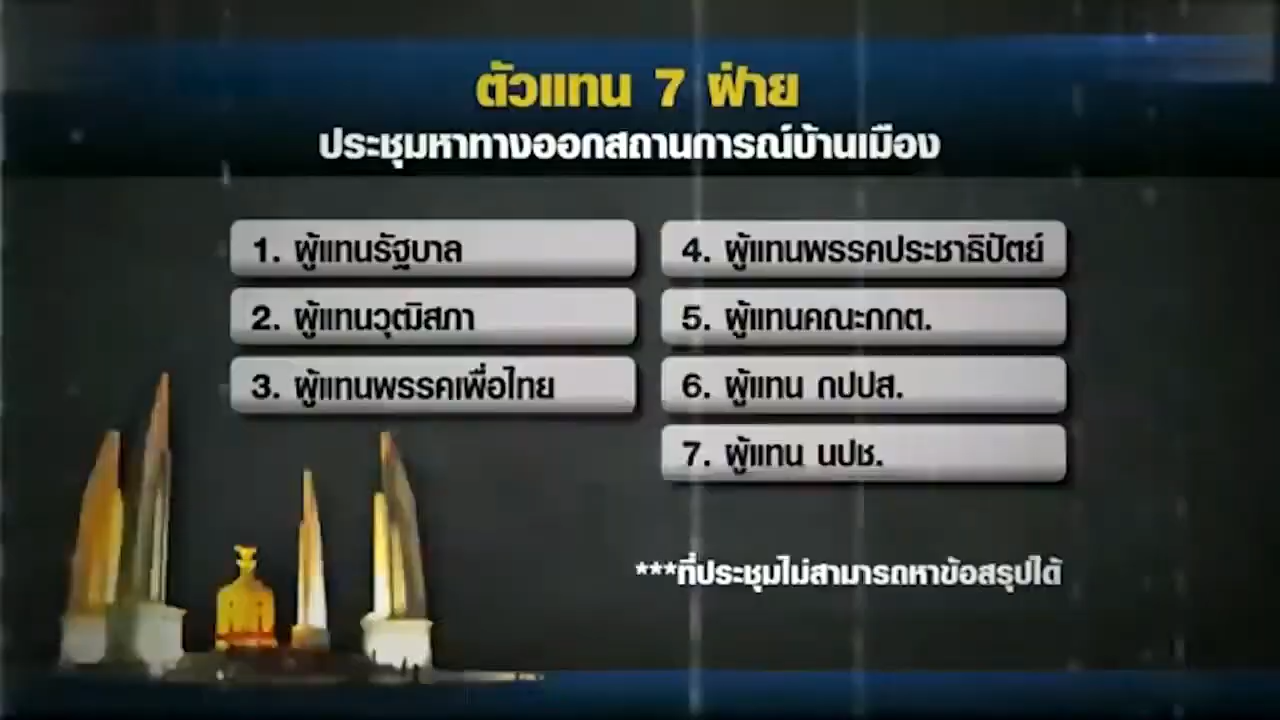 ตัวแทน 7 ฝ่าย
ประชุมหาทางออกสถานการณ์บ้านเมือง
1. ผู้แทนรัฐบาล
2. ผู้แทนวุฒิสภา
3. ผู้แทนพรรคเพื่อไทย
4. ผู้แทนพรรคประชาธิปัตย์
5. ผู้แทนคณะกกต.
6. ผู้แทน กปปส.
7. ผู้แทน นปช.
***ที่ประชุมไม่สามารถหาข้อสรุปได้